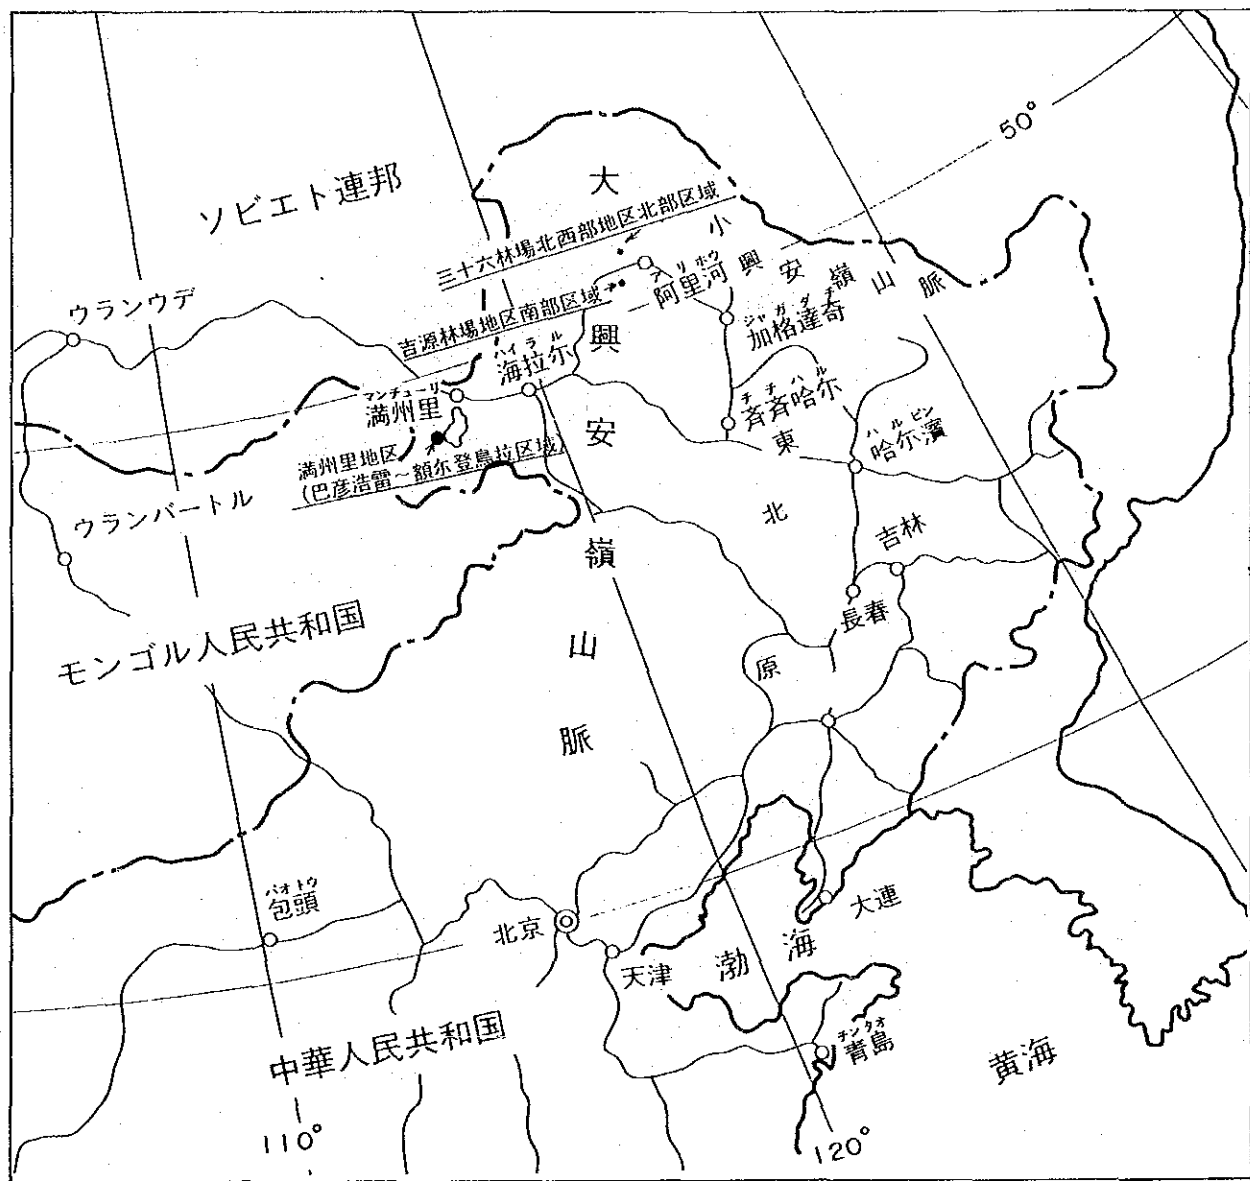 50°
ソビエト連邦
大
三十六林場北西部地区北部区域
小興安嶺山脈
アリホウ
阿里河
ウランウデ
吉源林場地区南部区域
ジャガダチ
加格達奇
興
ハイラル
海拉尔
マンチューリ
満州里
チチハル
斉斉哈尔
ハルビン
哈尔濱
満州里地区
(巴彦浩雷～額尓登烏拉区域)
安
東
ウランバートル
北
吉林
嶺
長春
モンゴル人民共和国
山
原
脈
パオトウ
包頭
北京
大連
天津
渤海
中華人民共和国
チンタオ
青島
黄海
110°
120°